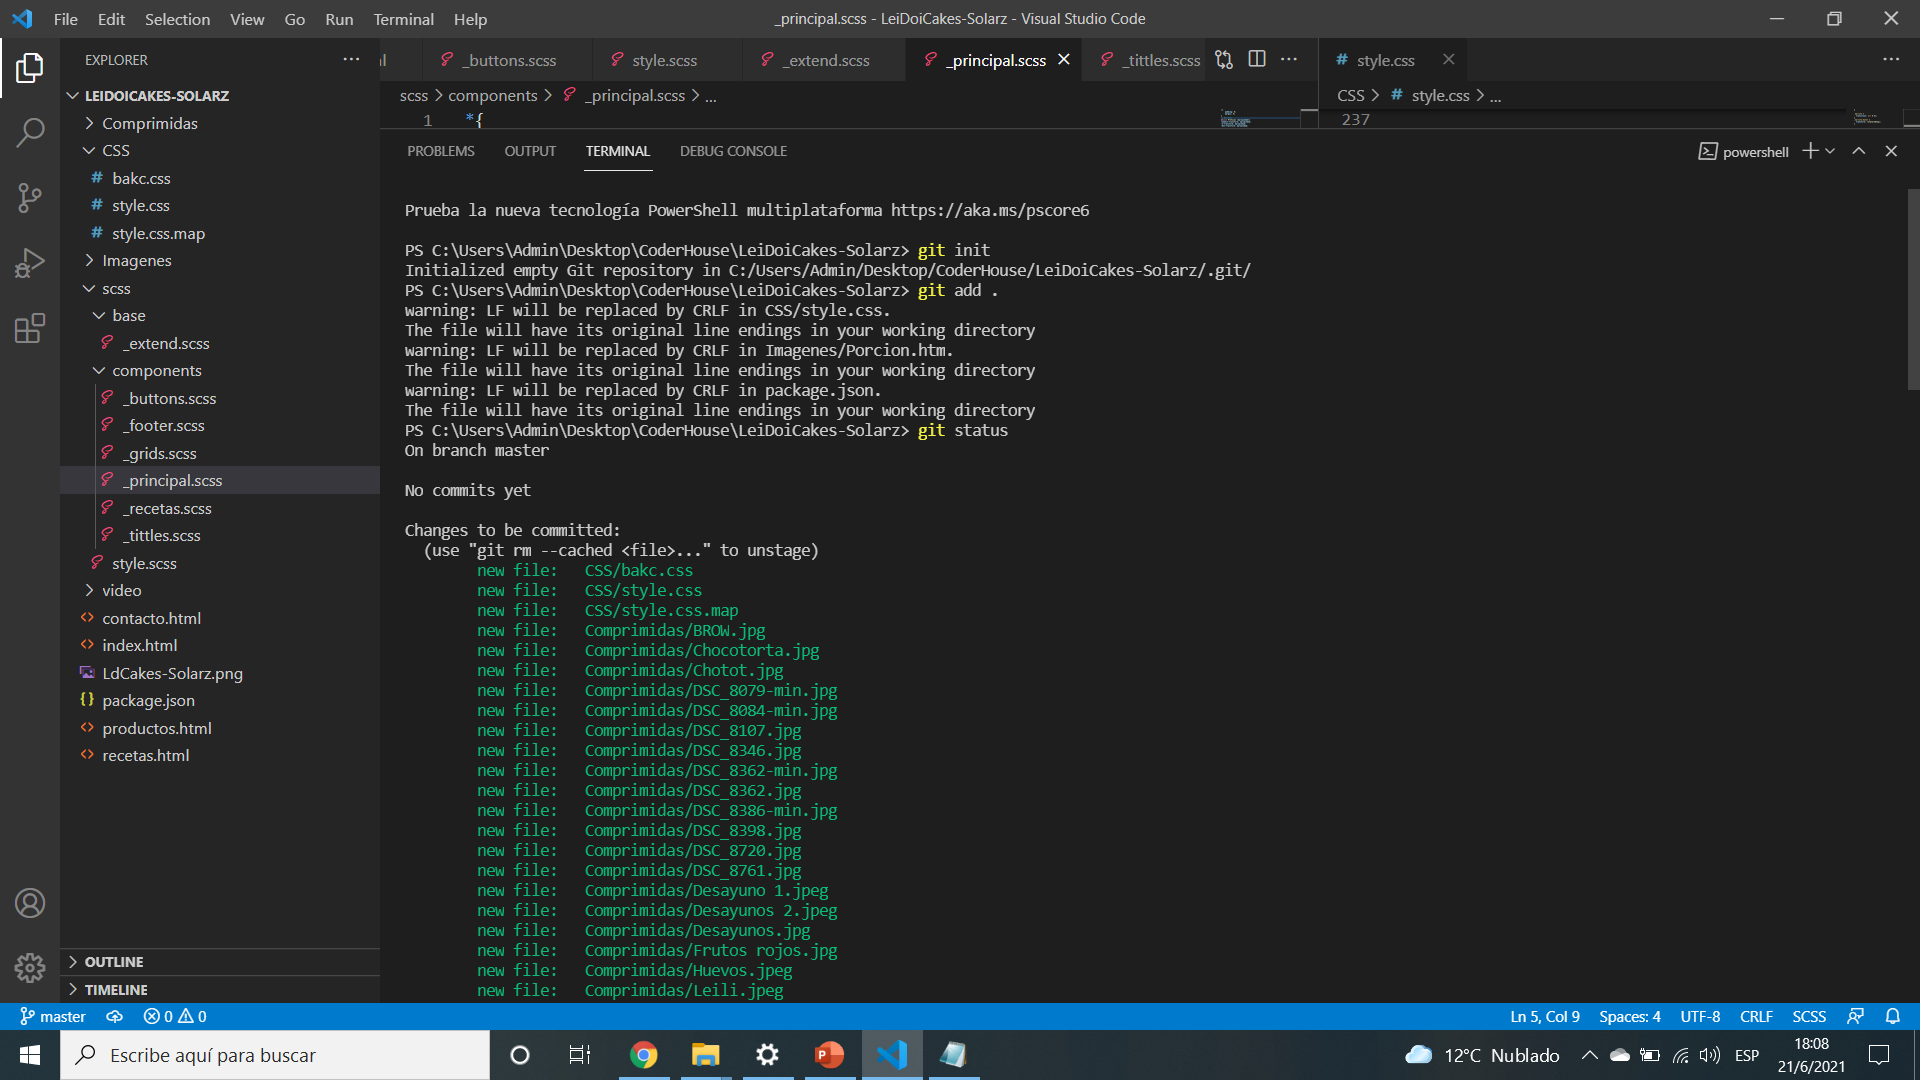 File Edit Selection View Go Run Terminal Help
_principal.scss - LeiDoiCakes-Solarz - Visual Studio Code
EXPLORER
LEIDOICAKES-SOLARZ
Comprimidas
CSS
bakc.css
style.css
style.css.map
Imagenes
scss
base
_extend.scss
components
_buttons.scss
_footer.scss
_grids.scss
_principal.scss
_recetas.scss
_tittles.scss
style.scss
video
contacto.html
index.html
LdCakes-Solarz.png
package.json
productos.html
recetas.html
OUTLINE
TIMELINE
_buttons.scss style.scss _extend.scss _principal.scss _tittles.scss
scss > components > _principal.scss > ...
1 *{
# style.css
CSS > # style.css > ...
237
PROBLEMS OUTPUT TERMINAL DEBUG CONSOLE
powershell
Prueba la nueva tecnología PowerShell multiplataforma https://aka.ms/pscore6
PS C:\Users\Admin\Desktop\CoderHouse\LeiDoiCakes-Solarz> git init
Initialized empty Git repository in C:/Users/Admin/Desktop/CoderHouse/LeiDoiCakes-Solarz/.git/
PS C:\Users\Admin\Desktop\CoderHouse\LeiDoiCakes-Solarz> git add .
warning: LF will be replaced by CRLF in CSS/style.css.
The file will have its original line endings in your working directory
warning: LF will be replaced by CRLF in Imagenes/Porcion.htm.
The file will have its original line endings in your working directory
warning: LF will be replaced by CRLF in package.json.
The file will have its original line endings in your working directory
PS C:\Users\Admin\Desktop\CoderHouse\LeiDoiCakes-Solarz> git status
On branch master
No commits yet
Changes to be committed:
(use "git rm --cached <file>..." to unstage)
new file: CSS/bakc.css
new file: CSS/style.css
new file: CSS/style.css.map
new file: Comprimidas/BROW.jpg
new file: Comprimidas/Chocotorta.jpg
new file: Comprimidas/Chotot.jpg
new file: Comprimidas/DSC_8079-min.jpg
new file: Comprimidas/DSC_8084-min.jpg
new file: Comprimidas/DSC_8107.jpg
new file: Comprimidas/DSC_8346.jpg
new file: Comprimidas/DSC_8362-min.jpg
new file: Comprimidas/DSC_8362.jpg
new file: Comprimidas/DSC_8386-min.jpg
new file: Comprimidas/DSC_8398.jpg
new file: Comprimidas/DSC_8720.jpg
new file: Comprimidas/DSC_8761.jpg
new file: Comprimidas/Desayuno 1.jpeg
new file: Comprimidas/Desayunos 2.jpeg
new file: Comprimidas/Desayunos.jpg
new file: Comprimidas/Frutos rojos.jpg
new file: Comprimidas/Huevos.jpeg
new file: Comprimidas/Leili.jpeg
master 0 0
Ln 5, Col 9 Spaces: 4 UTF-8 CRLF SCSS
Escribe aquí para buscar
12°C Nublado
ESP
18:08
21/6/2021